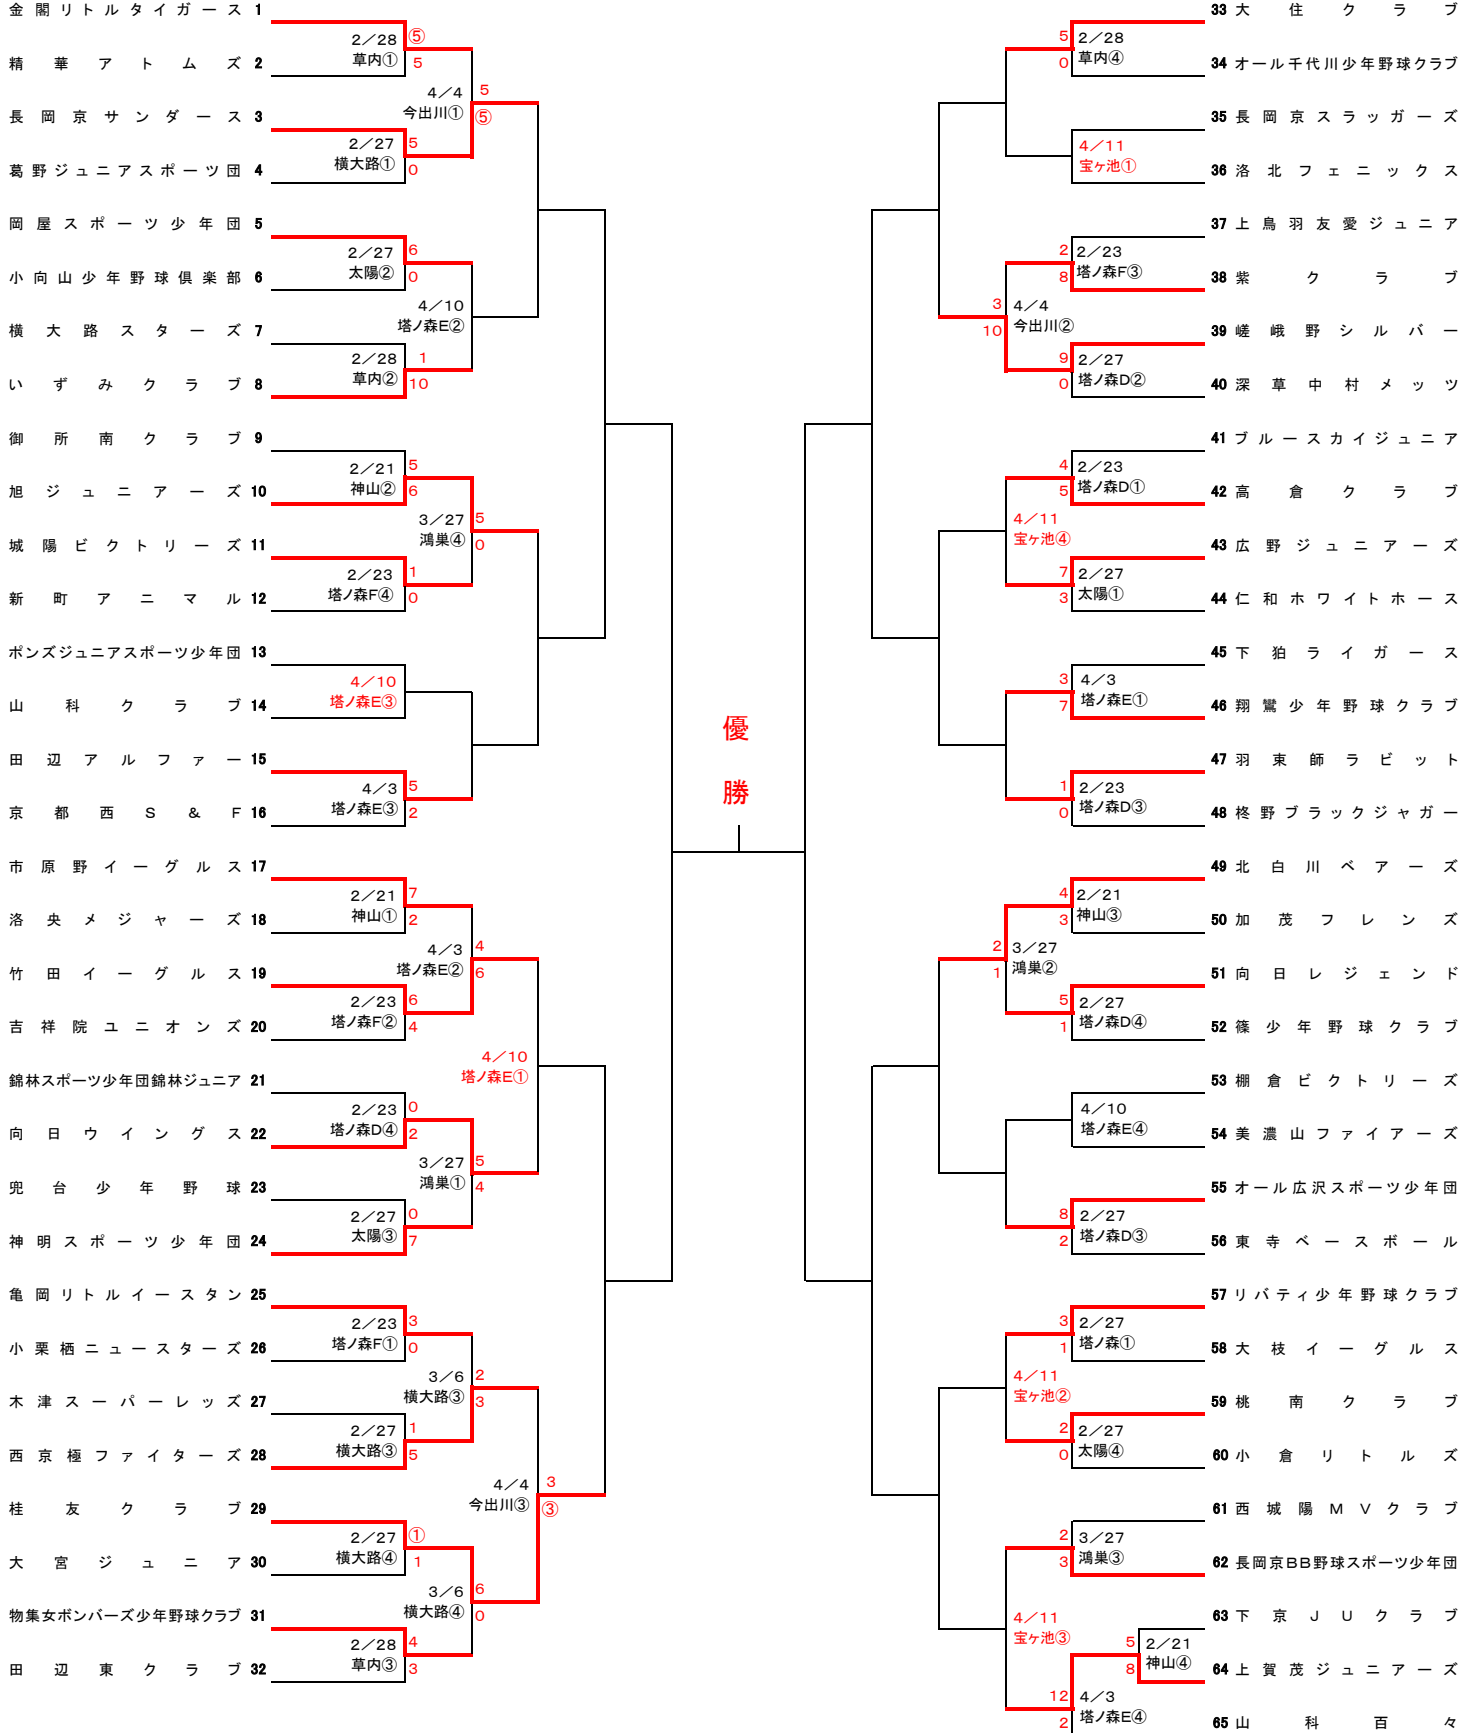 金閣リトルタイガース 1
2／28 ⑤
草内① 5
精華アトムズ 2
4／4 5
今出川① ⑤
長岡京サンダース 3
2／27 5
横大路① 0
葛野ジュニアスポーツ団 4
岡屋スポーツ少年団 5
2／27 6
太陽② 0
小向山少年野球倶楽部 6
4／10
塔ノ森E②
横大路スターズ 7
2／28 1
草内② 10
いずみクラブ 8
御所南クラブ 9
2／21 5
神山② 6
旭ジュニアーズ 10
3／27 5
鴻巣④ 0
城陽ビクトリーズ 11
2／23 1
塔ノ森F④ 0
新町アニマル 12
ポンズジュニアスポーツ少年団 13
4／10
塔ノ森E③
山科クラブ 14
田辺アルファー 15
4／3 5
塔ノ森E③ 2
京都西S＆F 16
市原野イーグルス 17
2／21 7
神山① 2
洛央メジャーズ 18
4／3 4
塔ノ森E② 6
竹田イーグルス 19
2／23 6
塔ノ森F② 4
吉祥院ユニオンズ 20
4／10
塔ノ森E①
錦林スポーツ少年団錦林ジュニア 21
2／23 0
塔ノ森D④ 2
向日ウイングス 22
3／27 5
鴻巣① 4
兜台少年野球 23
2／27 0
太陽③ 7
神明スポーツ少年団 24
亀岡リトルイースタン 25
2／23 3
塔ノ森F① 0
小栗栖ニュースターズ 26
3／6 2
横大路③ 3
木津スーパーレッズ 27
2／27 1
横大路③ 5
西京極ファイターズ 28
4／4 3
今出川③ ③
桂友クラブ 29
2／27 ①
横大路④ 1
大宮ジュニア 30
3／6 6
横大路④ 0
物集女ボンバーズ少年野球クラブ 31
2／28 4
草内③ 3
田辺東クラブ 32
優
勝
33 大住クラブ
5 2／28
0 草内④
34 オール千代川少年野球クラブ
35 長岡京スラッガーズ
4／11
宝ヶ池①
36 洛北フェニックス
37 上鳥羽友愛ジュニア
2 2／23
8 塔ノ森F③
38 紫クラブ
3 4／4
10 今出川②
39 嵯峨野シルバー
9 2／27
0 塔ノ森D②
40 深草中村メッツ
41 ブルースカイジュニア
4 2／23
5 塔ノ森D①
42 高倉クラブ
4／11
宝ヶ池④
43 広野ジュニアーズ
7 2／27
3 太陽①
44 仁和ホワイトホース
45 下狛ライガース
3 4／3
7 塔ノ森E①
46 翔鸞少年野球クラブ
47 羽束師ラビット
1 2／23
0 塔ノ森D③
48 柊野ブラックジャガー
49 北白川ベアーズ
4 2／21
3 神山③
50 加茂フレンズ
2 3／27
1 鴻巣②
51 向日レジェンド
5 2／27
1 塔ノ森D④
52 篠少年野球クラブ
53 棚倉ビクトリーズ
4／10
塔ノ森E④
54 美濃山ファイアーズ
55 オール広沢スポーツ少年団
8 2／27
2 塔ノ森D③
56 東寺ベースボール
57 リバティ少年野球クラブ
3 2／27
1 塔ノ森①
58 大枝イーグルス
4／11
宝ヶ池②
59 桃南クラブ
2 2／27
0 太陽④
60 小倉リトルズ
61 西城陽MVクラブ
2 3／27
3 鴻巣③
62 長岡京BB野球スポーツ少年団
4／11
宝ヶ池③
63 下京JUクラブ
5 2／21
8 神山④
64 上賀茂ジュニアーズ
12 4／3
2 塔ノ森E④
65 山科百々